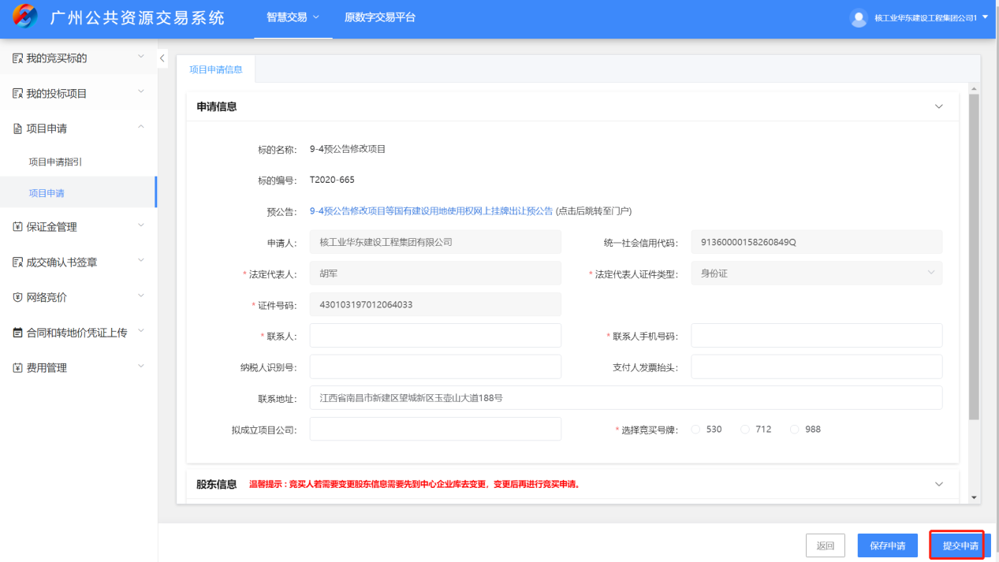 广州公共资源交易系统
智慧交易
原数字交易平台
核工业华东建设工程集团公司1
我的竞买标的
我的投标项目
项目申请
项目申请指引
项目申请
保证金管理
成交确认书签章
网络竞价
合同和转地价凭证上传
费用管理
项目申请信息
申请信息
标的名称： 9-4预公告修改项目
标的编号： T2020-665
预公告： 9-4预公告修改项目等国有建设用地使用权网上挂牌出让预公告 (点击后跳转至门户)
申请人： 核工业华东建设工程集团有限公司 统一社会信用代码： 91360000158260849Q
* 法定代表人： 胡军 * 法定代表人证件类型： 身份证
* 证件号码： 430103197012064033
* 联系人： * 联系人手机号码：
纳税人识别号： 支付人发票抬头：
联系地址： 江西省南昌市新建区望城新区玉壶山大道188号
拟成立项目公司： * 选择竞买号牌： 530 712 988
股东信息 温馨提示：竞买人若需要变更股东信息需要先到中心企业库去变更，变更后再进行竞买申请。
返回 保存申请 提交申请